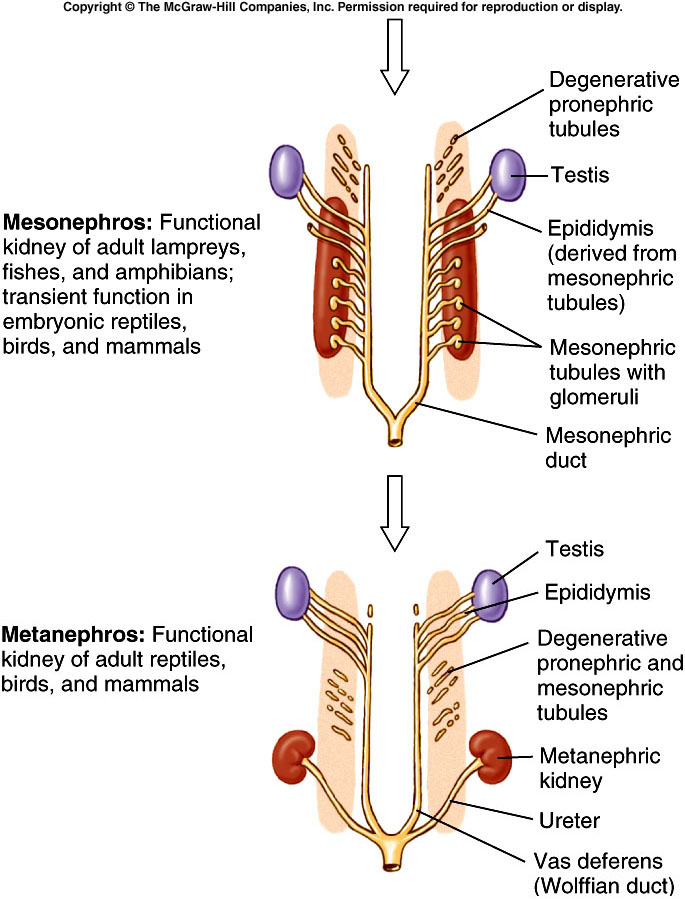 Copyright © The McGraw-Hill Companies, Inc. Permission required for reproduction or display.
Degenerative
pronephric
tubules
Testis
Mesonephros: Functional
kidney of adult lampreys,
fishes, and amphibians;
transient function in
embryonic reptiles,
birds, and mammals
Epididymis
(derived from
mesonephric
tubules)
Mesonephric
tubules with
glomeruli
Mesonephric
duct
Testis
Epididymis
Metanephros: Functional
kidney of adult reptiles,
birds, and mammals
Degenerative
pronephric and
mesonephric
tubules
Metanephric
kidney
Ureter
Vas deferens
(Wolffian duct)